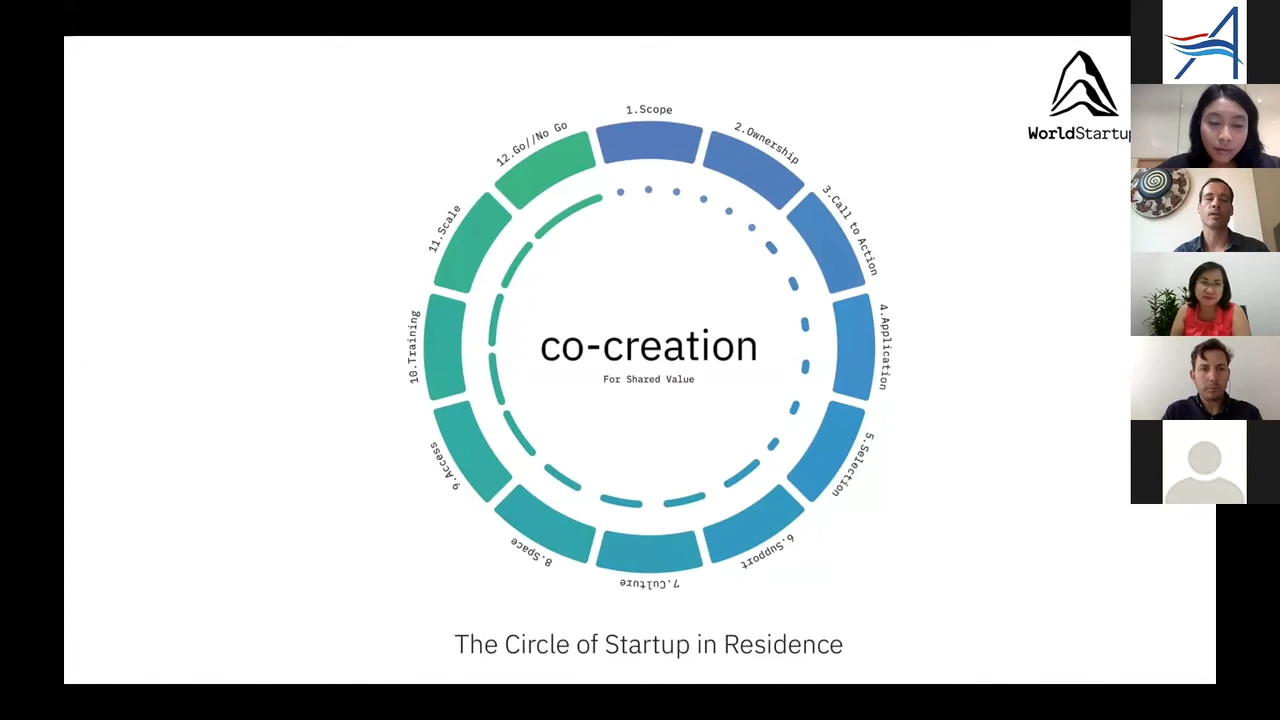 1.Scope
2.Ownership
3.Call to Action
4.Application
5.Selection
6.Support
7.Culture
8.Space
9.Access
10.Training
11.Scale
12.Go//No Go
co-creation
For Shared Value
The Circle of Startup in Residence
WorldStartup